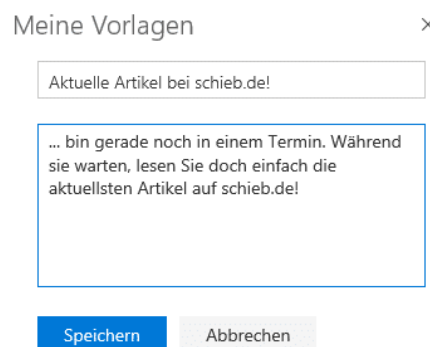 Meine Vorlagen
Aktuelle Artikel bei schieb.de!
... bin gerade noch in einem Termin. Während
sie warten, lesen Sie doch einfach die
aktuellsten Artikel auf schieb.de!
Speichern Abbrechen